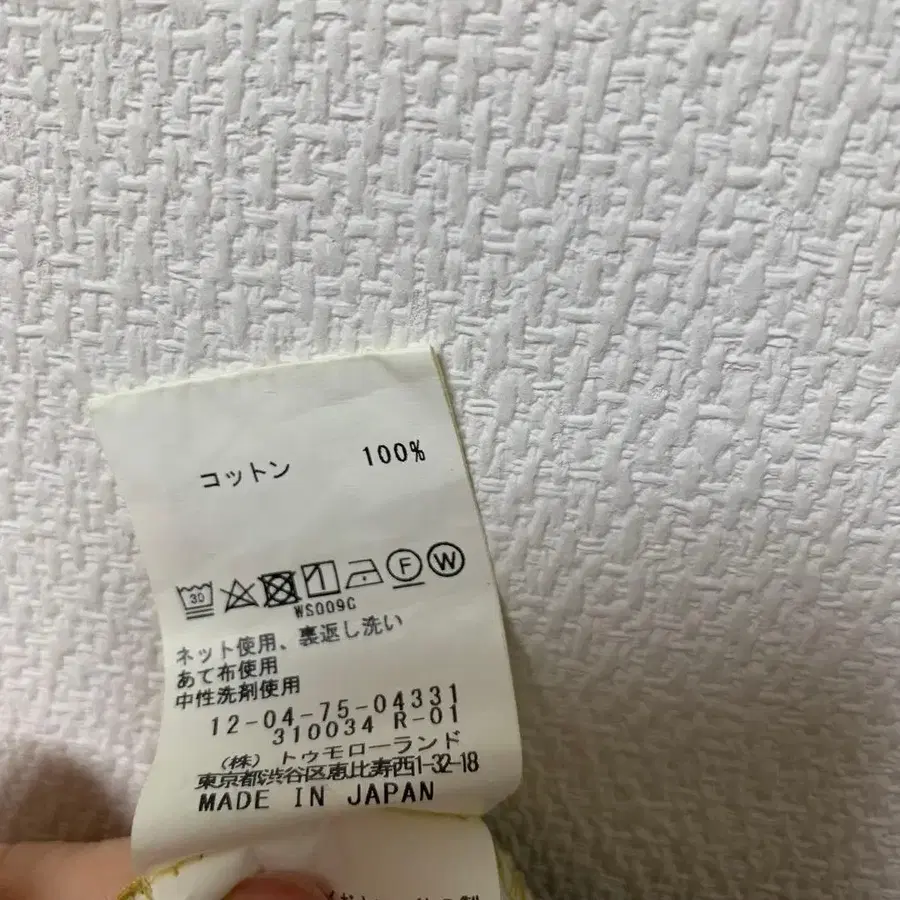 コットン 100%
30 F W
WS009G
ネット使用、裏返し洗い
あて布使用
中性洗剤使用
12-04-75-04331
310034 R-01
(株) トゥモローランド
東京都渋谷区恵比寿西1-32-18
MADE IN JAPAN